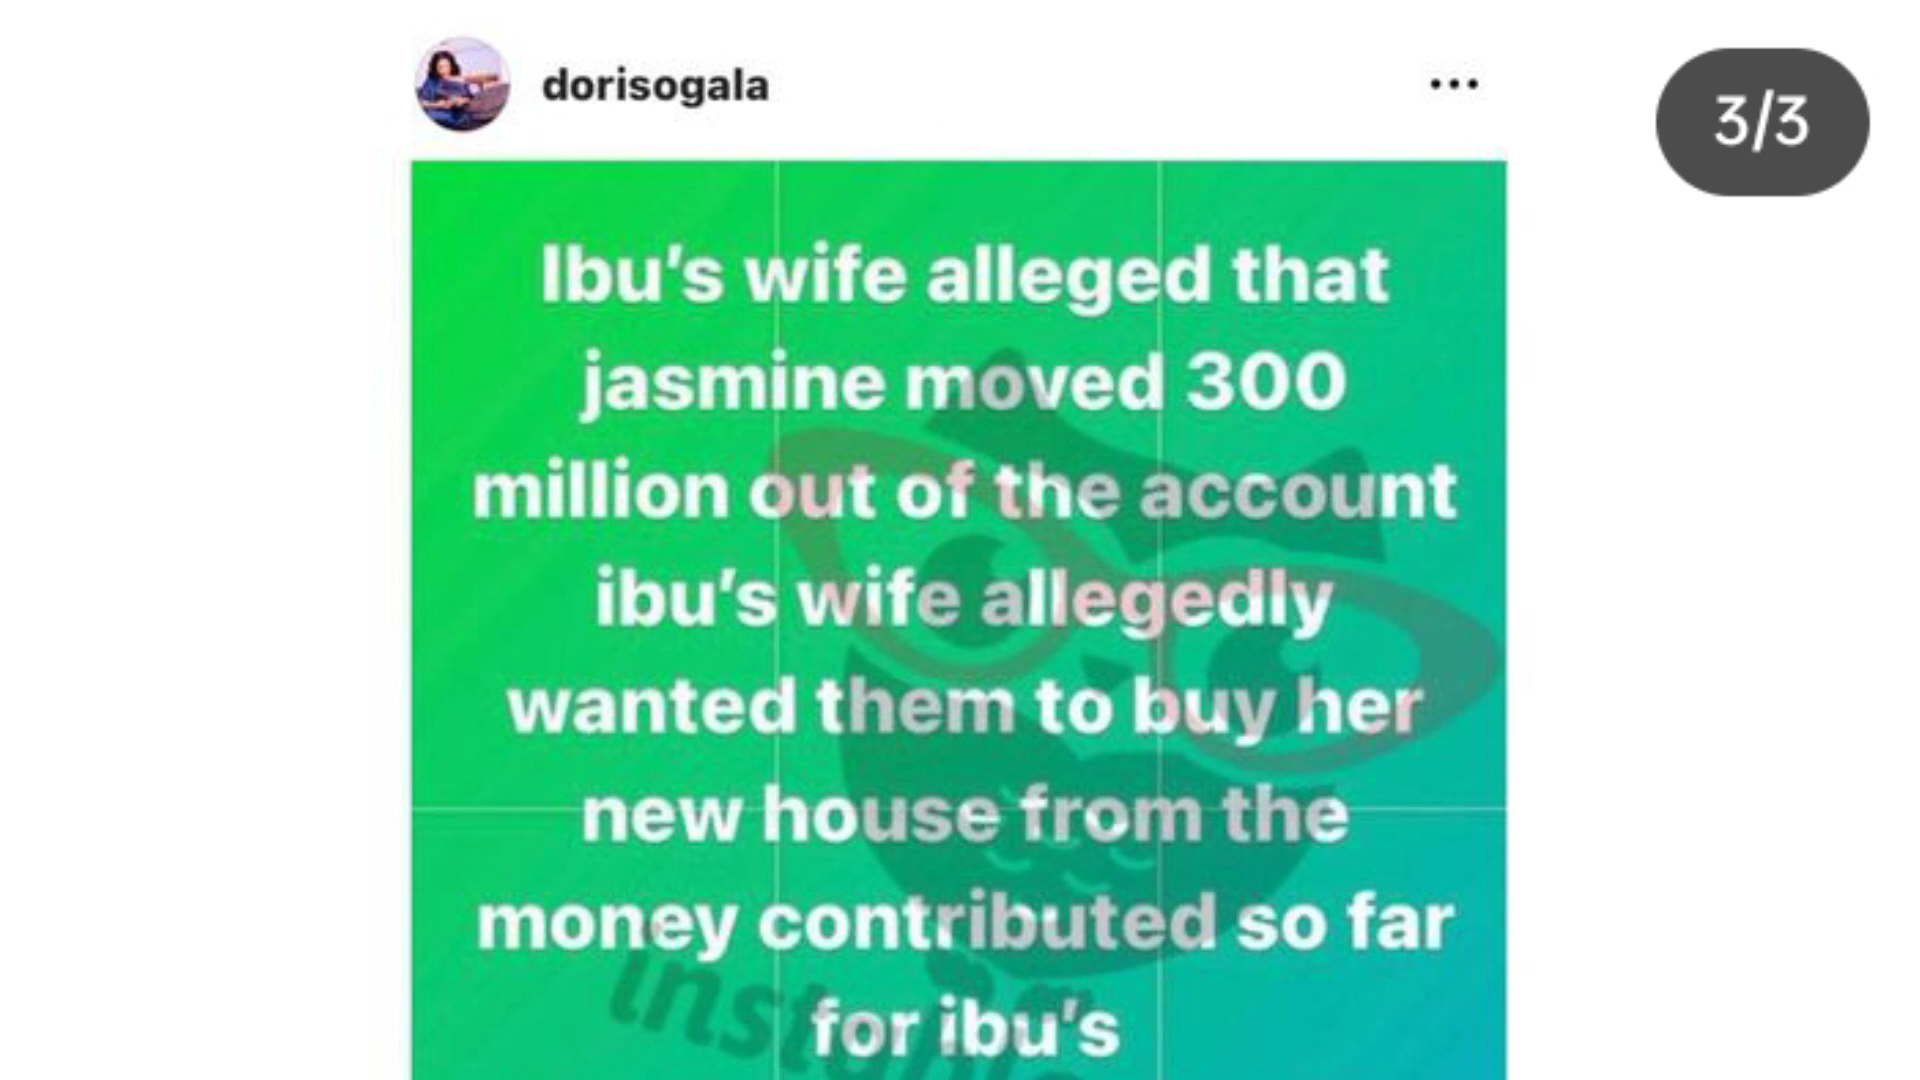 dorisogala
...
3/3
Ibu's wife alleged that
jasmine moved 300
million out of the account
ibu's wife allegedly
wanted them to buy her
new house from the
money contributed so far
for ibu's